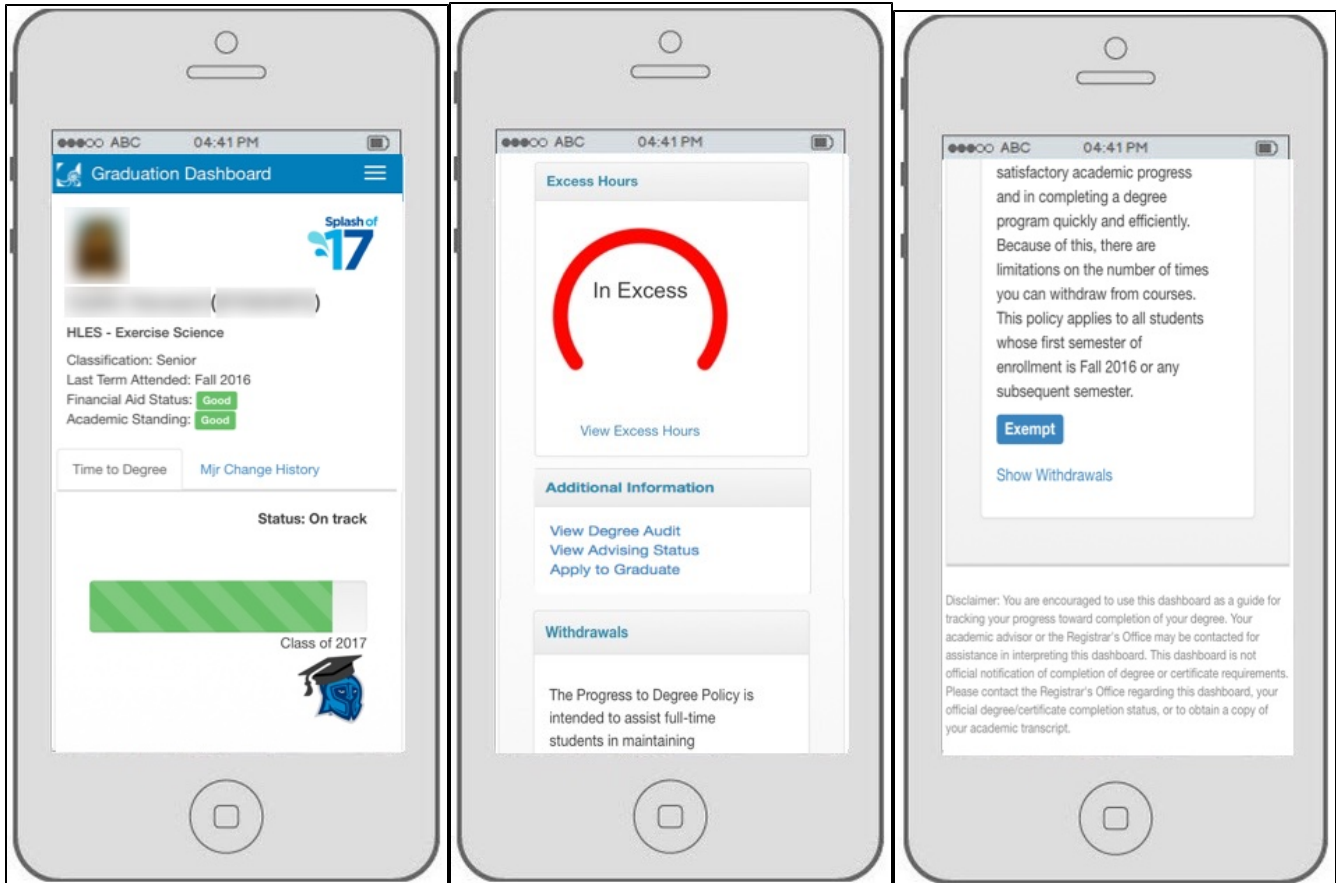 ABC 04:41 PM
Graduation Dashboard
Splash of
17
( )
HLES - Exercise Science
Classification: Senior
Last Term Attended: Fall 2016
Financial Aid Status: Good
Academic Standing: Good
Time to Degree Mjr Change History
Status: On track
Class of 2017
ABC 04:41 PM
Excess Hours
In Excess
View Excess Hours
Additional Information
View Degree Audit
View Advising Status
Apply to Graduate
Withdrawals
The Progress to Degree Policy is
intended to assist full-time
students in maintaining
ABC 04:41 PM
satisfactory academic progress
and in completing a degree
program quickly and efficiently.
Because of this, there are
limitations on the number of times
you can withdraw from courses.
This policy applies to all students
whose first semester of
enrollment is Fall 2016 or any
subsequent semester.
Exempt
Show Withdrawals
Disclaimer: You are encouraged to use this dashboard as a guide for
tracking your progress toward completion of your degree. Your
academic advisor or the Registrar's Office may be contacted for
assistance in interpreting this dashboard. This dashboard is not
official notification of completion of degree or certificate requirements.
Please contact the Registrar's Office regarding this dashboard, your
official degree/certificate completion status, or to obtain a copy of
your academic transcript.